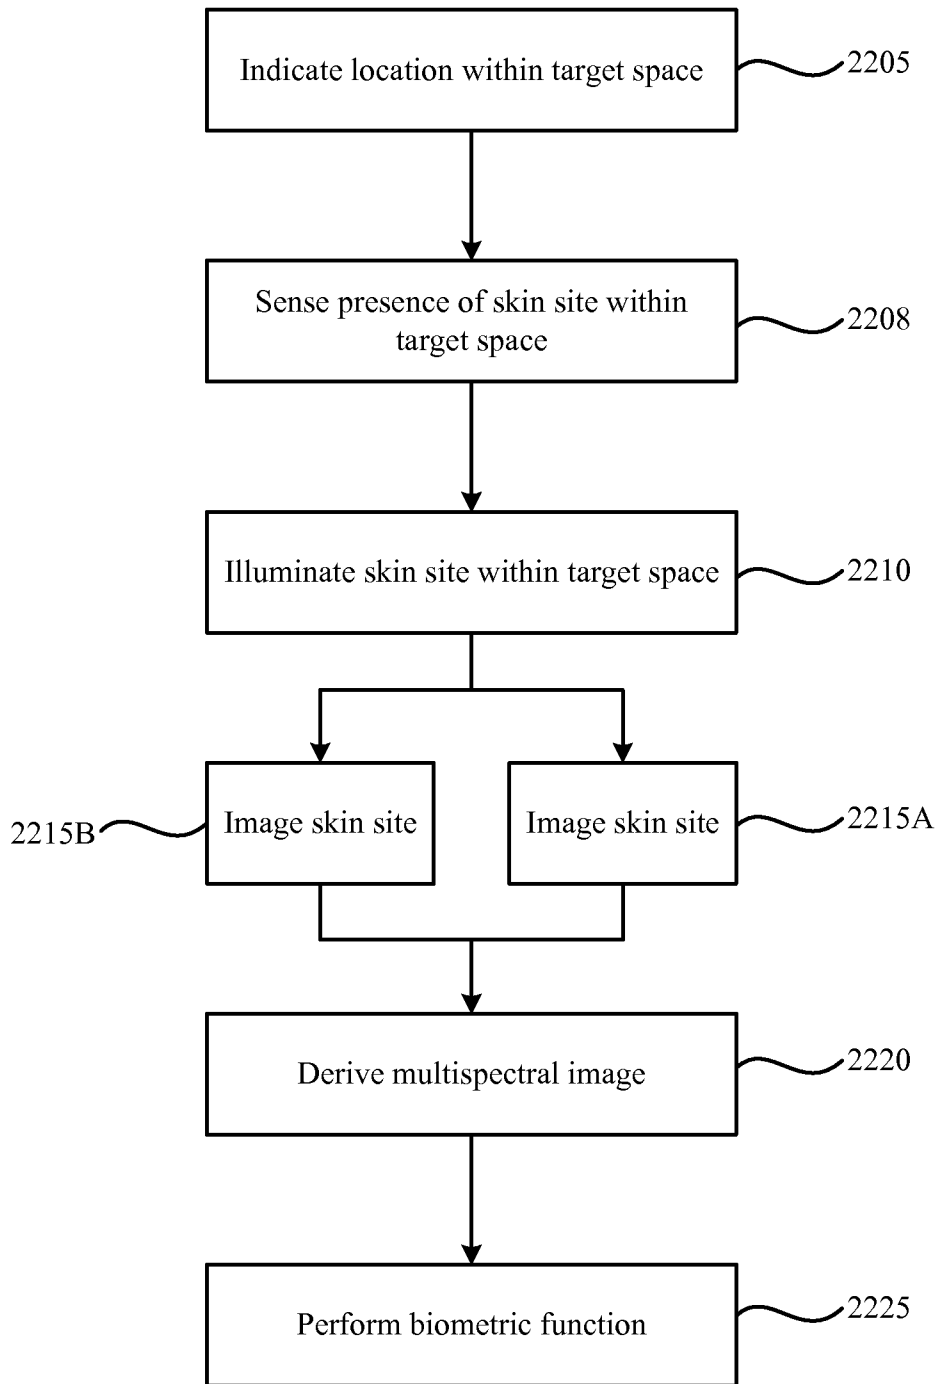 Indicate location within target space
2205
Sense presence of skin site within
target space
2208
Illuminate skin site within target space
2210
2215B
Image skin site
Image skin site
2215A
Derive multispectral image
2220
Perform biometric function
2225